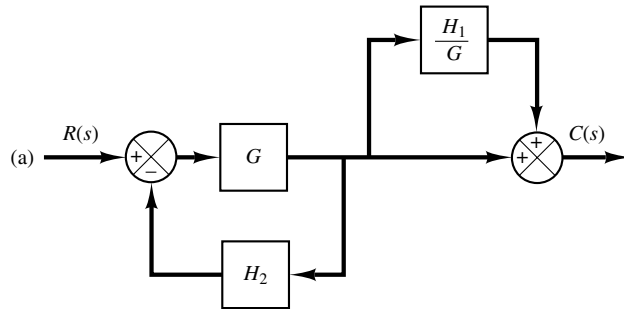 H₁
G
R(s)
C(s)
+
(a)
+
G
+
−
H₂